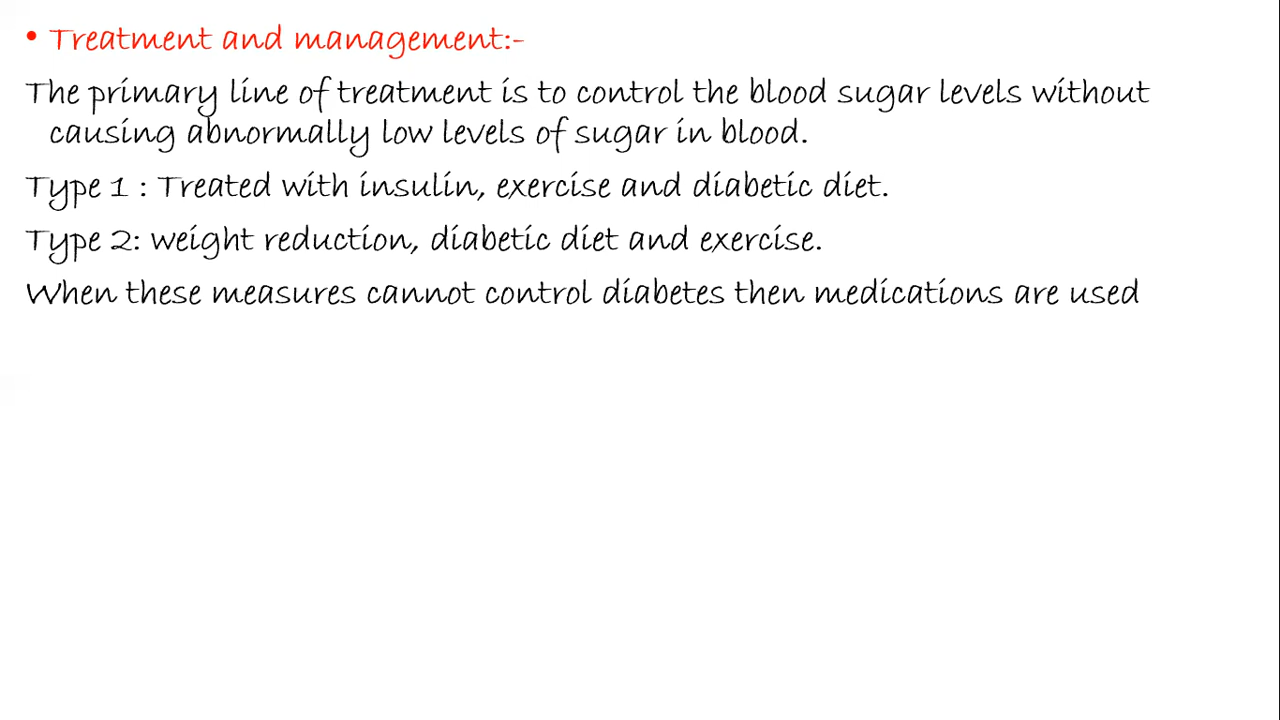 • Treatment and management:-
The primary line of treatment is to control the blood sugar levels without
causing abnormally low levels of sugar in blood.
Type 1 : Treated with insulin, exercise and diabetic diet.
Type 2: weight reduction, diabetic diet and exercise.
When these measures cannot control diabetes then medications are used